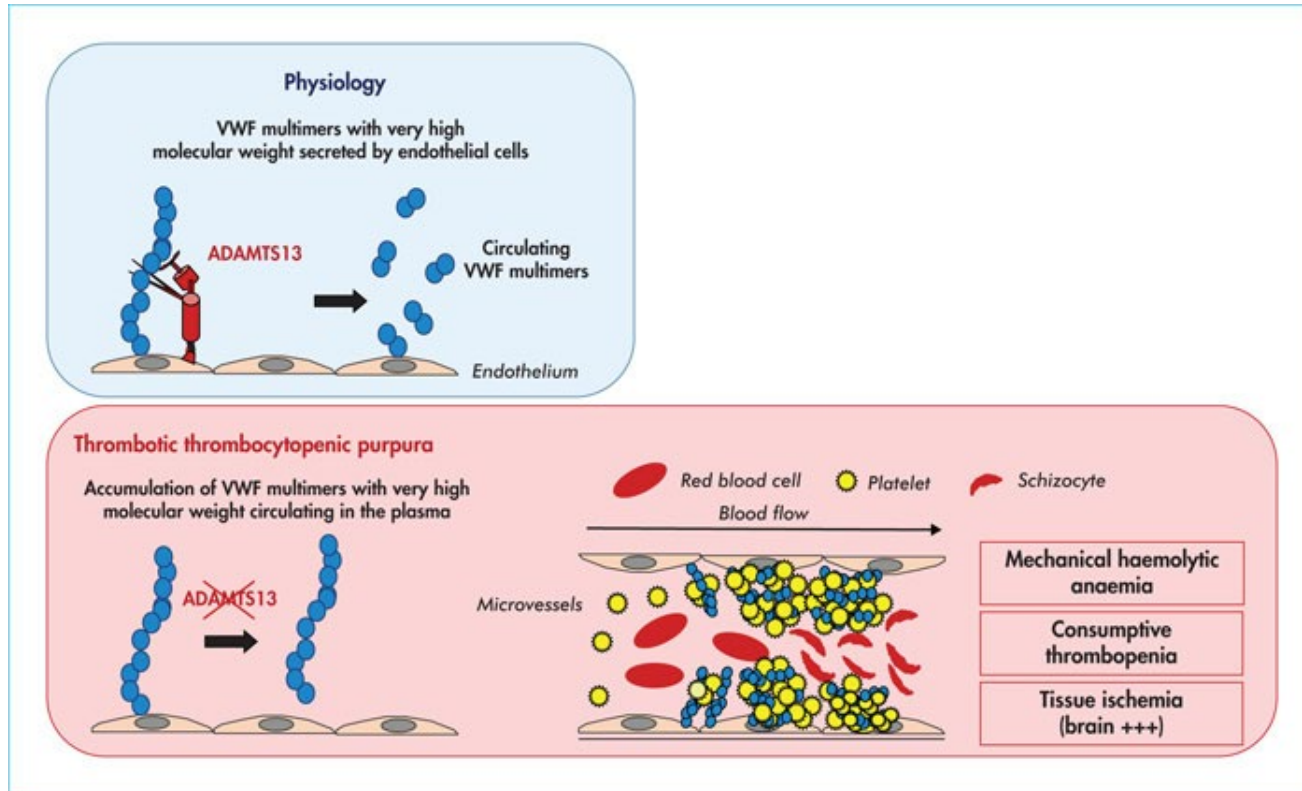 Physiology
VWF multimers with very high
molecular weight secreted by endothelial cells
ADAMTS13
Circulating
VWF multimers
Endothelium
Thrombotic thrombocytopenic purpura
Accumulation of VWF multimers with very high
molecular weight circulating in the plasma
ADAMTS13
Red blood cell
Platelet
Schizocyte
Blood flow
Microvessels
Mechanical haemolytic
anaemia
Consumptive
thrombopenia
Tissue ischemia
(brain +++)